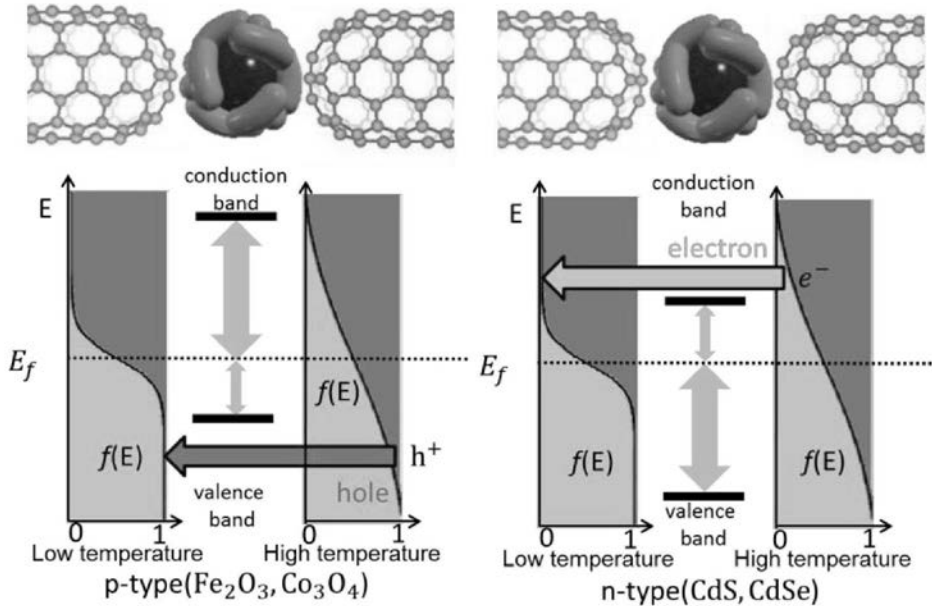 conduction
band
E
E_f
f(E)
f(E)
h⁺
hole
valence
band
0
1
0
1
Low temperature
High temperature
p-type(Fe₂O₃, Co₃O₄)
conduction
band
E
electron
e⁻
E_f
f(E)
f(E)
valence
band
0
1
0
1
Low temperature
High temperature
n-type(CdS, CdSe)